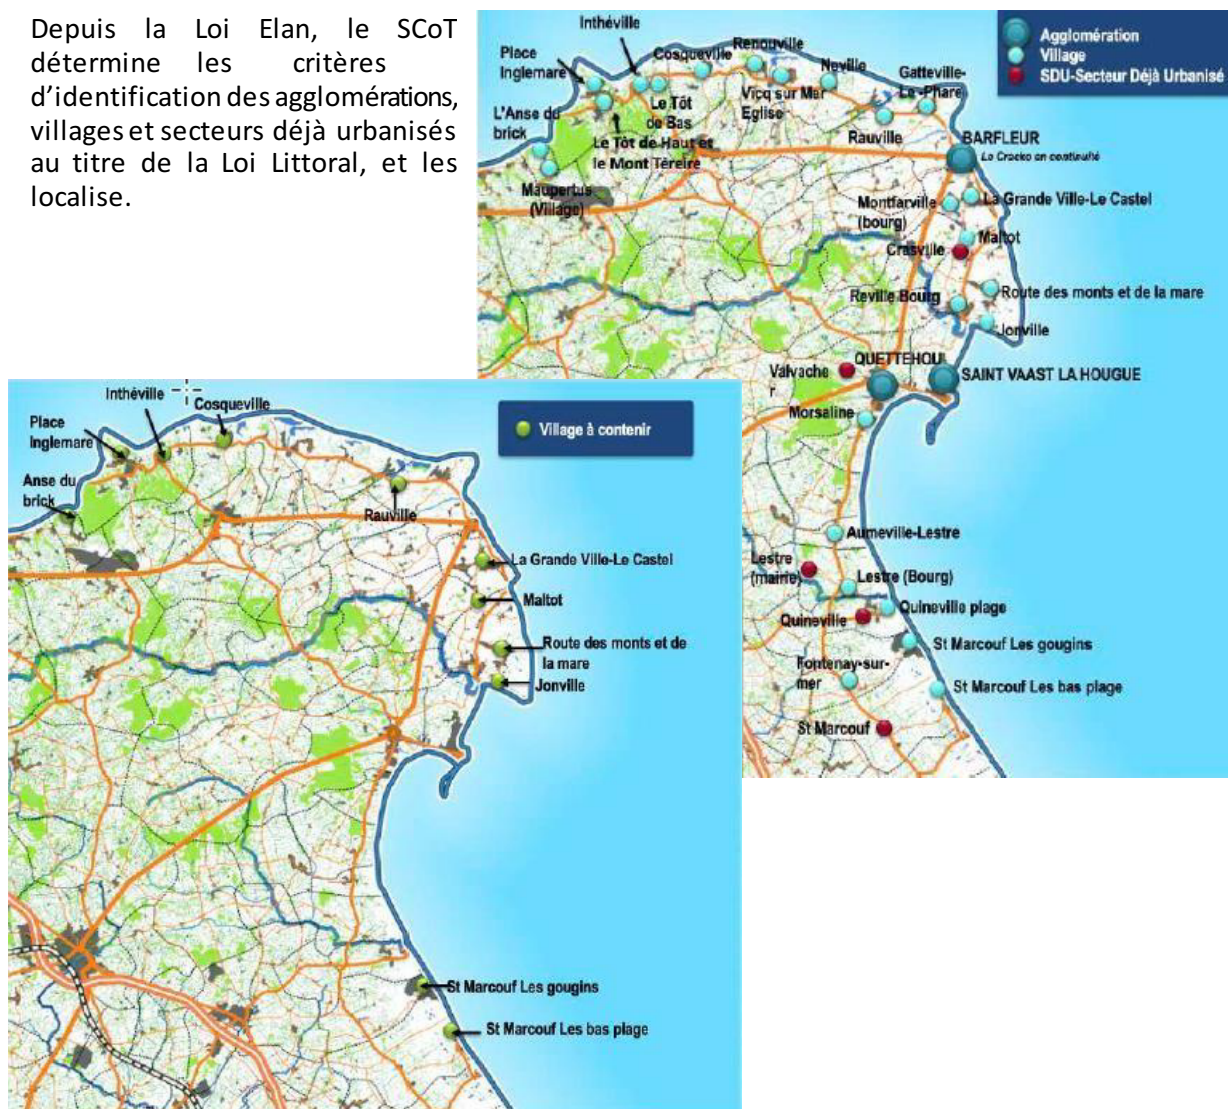 Depuis la Loi Elan, le SCoT
détermine les critères
d'identification des agglomérations,
villages et secteurs déjà urbanisés
au titre de la Loi Littoral, et les
localise.
Agglomération
Village
SDU-Secteur Déjà Urbanisé
Inthéville
Place
Inglemare
Cosqueville
Renouville
Neville
Gatteville-
Le -Phare
L'Anse du
brick
Le Tôt
de Bas
Vicq sur Mer
Eglise
Le Tôt de Haut et
le Mont Téreire
Rauville
BARFLEUR
Le Cracko en continuité
Maupertus
(Village)
Montfarville
(bourg)
La Grande Ville-Le Castel
Maltot
Crasville
Reville Bourg
Route des monts et de la mare
Jonville
QUETTEHOU
Valvache
r
SAINT VAAST LA HOUGUE
Morsaline
Aumeville-Lestre
Lestre
(mairie)
Lestre (Bourg)
Quineville plage
Quineville
St Marcouf Les gougins
Fontenay-sur-
mer
St Marcouf Les bas plage
St Marcouf
Village à contenir
Inthéville
Cosqueville
Place
Inglemare
Anse du
brick
Rauville
La Grande Ville-Le Castel
Maltot
Route des monts et de
la mare
Jonville
St Marcouf Les gougins
St Marcouf Les bas plage